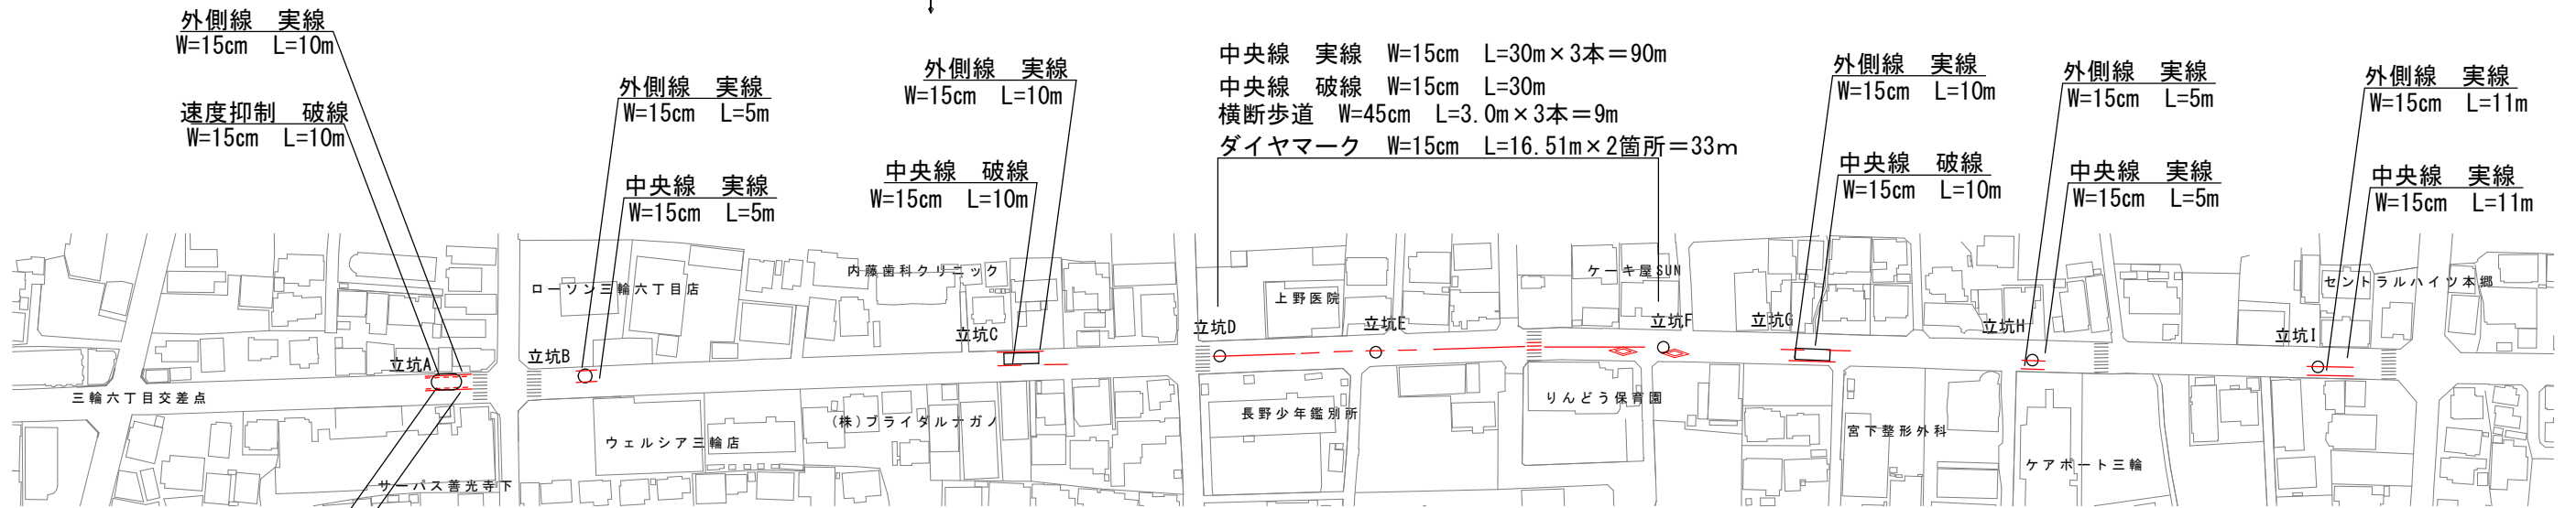 外側線　実線
W=15cm　L=10m
速度抑制　破線
W=15cm　L=10m
外側線　実線
W=15cm　L=5m
中央線　実線
W=15cm　L=5m
外側線　実線
W=15cm　L=10m
中央線　破線
W=15cm　L=10m
中央線　実線　W=15cm　L=30m×3本＝90m
中央線　破線　W=15cm　L=30m
横断歩道　W=45cm　L=3.0m×3本＝9m
ダイヤマーク　W=15cm　L=16.51m×2箇所＝33m
外側線　実線
W=15cm　L=10m
中央線　破線
W=15cm　L=10m
外側線　実線
W=15cm　L=5m
中央線　実線
W=15cm　L=5m
外側線　実線
W=15cm　L=11m
中央線　実線
W=15cm　L=11m
内藤歯科クリニック
ローソン三輪六丁目店
上野医院
ケーキ屋SUN
セントラルハイツ本郷
立坑A
立坑B
立坑C
立坑D
立坑E
立坑F
立坑G
立坑H
立坑I
三輪六丁目交差点
サーパス善光寺下
ウェルシア三輪店
(株)ブライダルナガノ
長野少年鑑別所
りんどう保育園
宮下整形外科
ケアポート三輪